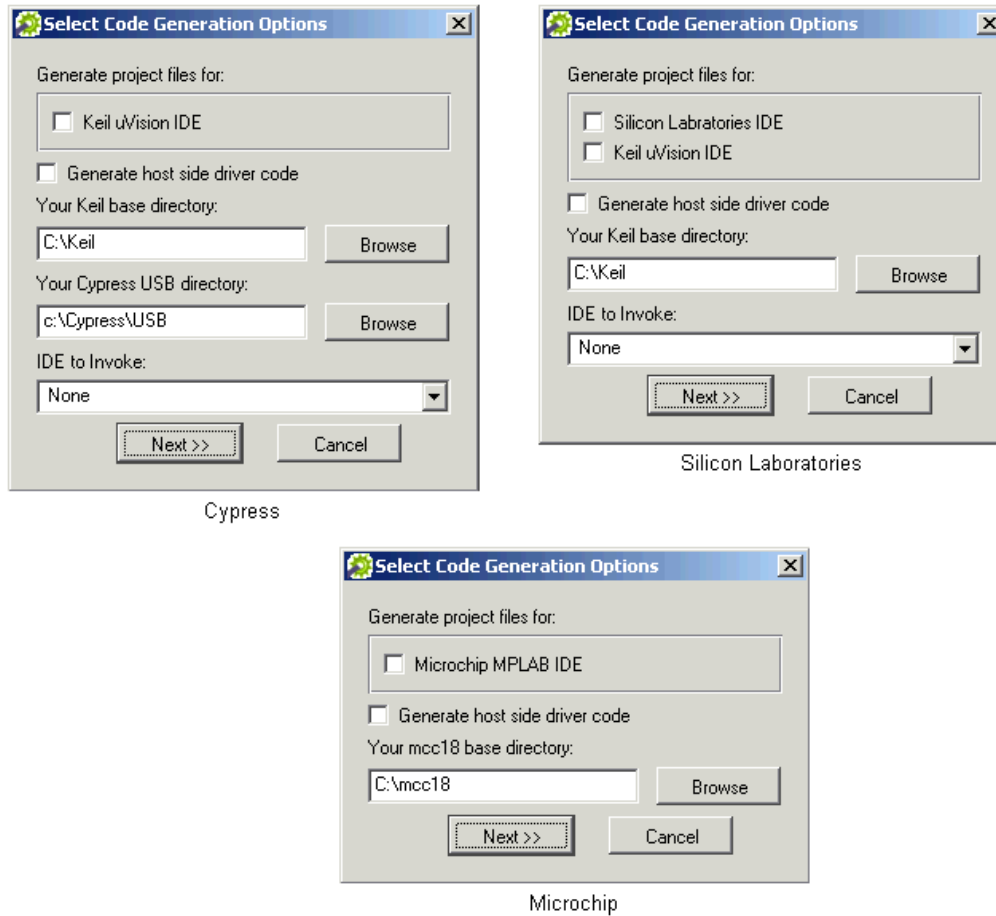 Select Code Generation Options
Generate project files for:
Keil uVision IDE
Generate host side driver code
Your Keil base directory:
C:\Keil
Browse
Your Cypress USB directory:
c:\Cypress\USB
Browse
IDE to Invoke:
None
Next >>
Cancel
Cypress
Select Code Generation Options
Generate project files for:
Silicon Labratories IDE
Keil uVision IDE
Generate host side driver code
Your Keil base directory:
C:\Keil
Browse
IDE to Invoke:
None
Next >>
Cancel
Silicon Laboratories
Select Code Generation Options
Generate project files for:
Microchip MPLAB IDE
Generate host side driver code
Your mcc18 base directory:
C:\mcc18
Browse
Next >>
Cancel
Microchip